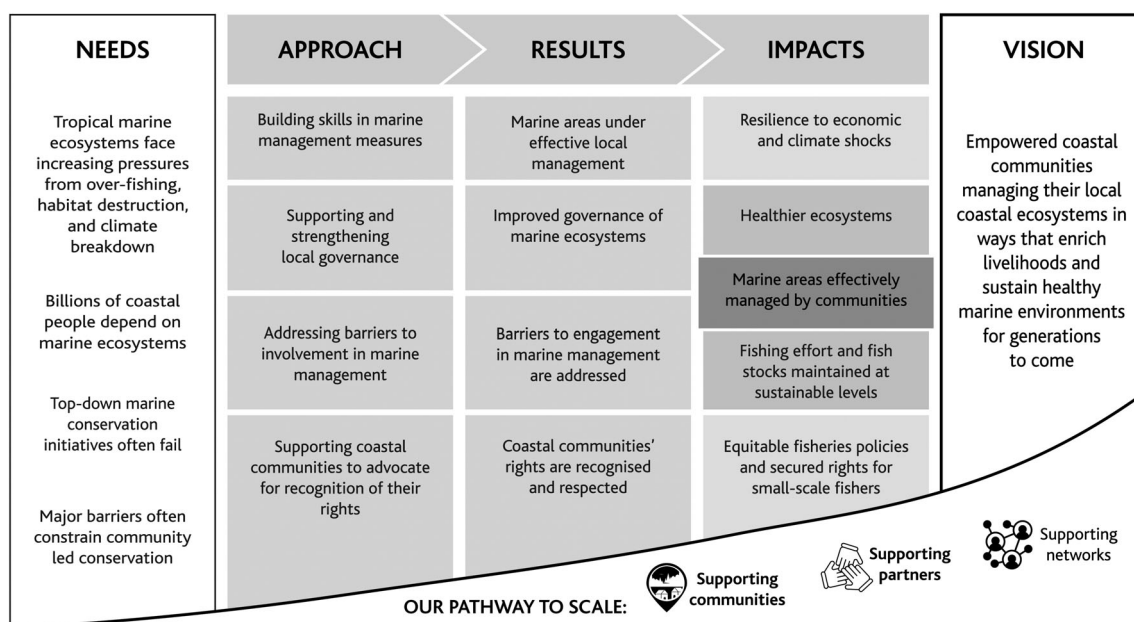 NEEDS
Tropical marine
ecosystems face
increasing pressures
from over-fishing,
habitat destruction,
and climate
breakdown
Billions of coastal
people depend on
marine ecosystems
Top-down marine
conservation
initiatives often fail
Major barriers often
constrain community
led conservation
APPROACH
Building skills in marine
management measures
Supporting and
strengthening
local governance
Addressing barriers to
involvement in marine
management
Supporting coastal
communities to advocate
for recognition of their
rights
RESULTS
Marine areas under
effective local
management
Improved governance of
marine ecosystems
Barriers to engagement
in marine management
are addressed
Coastal communities’
rights are recognised
and respected
IMPACTS
Resilience to economic
and climate shocks
Healthier ecosystems
Marine areas effectively
managed by communities
Fishing effort and fish
stocks maintained at
sustainable levels
Equitable fisheries policies
and secured rights for
small-scale fishers
VISION
Empowered coastal
communities
managing their local
coastal ecosystems in
ways that enrich
livelihoods and
sustain healthy
marine environments
for generations
to come
OUR PATHWAY TO SCALE:
Supporting
communities
Supporting
partners
Supporting
networks